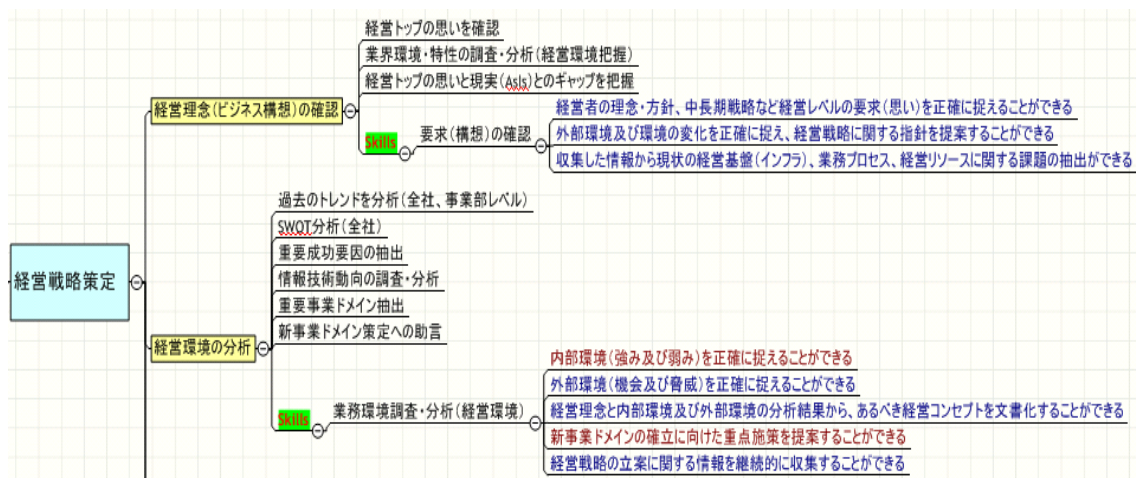 経営トップの思いを確認
業界環境・特性の調査・分析(経営環境把握)
経営トップの思いと現実(AsIs)とのギャップを把握
経営理念(ビジネス構想)の確認
経営者の理念・方針、中長期戦略など経営レベルの要求(思い)を正確に捉えることができる
Skills
要求(構想)の確認
外部環境及び環境の変化を正確に捉え、経営戦略に関する指針を提案することができる
収集した情報から現状の経営基盤(インフラ)、業務プロセス、経営リソースに関する課題の抽出ができる
経営戦略策定
過去のトレンドを分析(全社、事業部レベル)
SWOT分析(全社)
重要成功要因の抽出
情報技術動向の調査・分析
重要事業ドメイン抽出
新事業ドメイン策定への助言
経営環境の分析
Skills
業務環境調査・分析(経営環境)
内部環境(強み及び弱み)を正確に捉えることができる
外部環境(機会及び脅威)を正確に捉えることができる
経営理念と内部環境及び外部環境の分析結果から、あるべき経営コンセプトを文書化することができる
新事業ドメインの確立に向けた重点施策を提案することができる
経営戦略の立案に関する情報を継続的に収集することができる